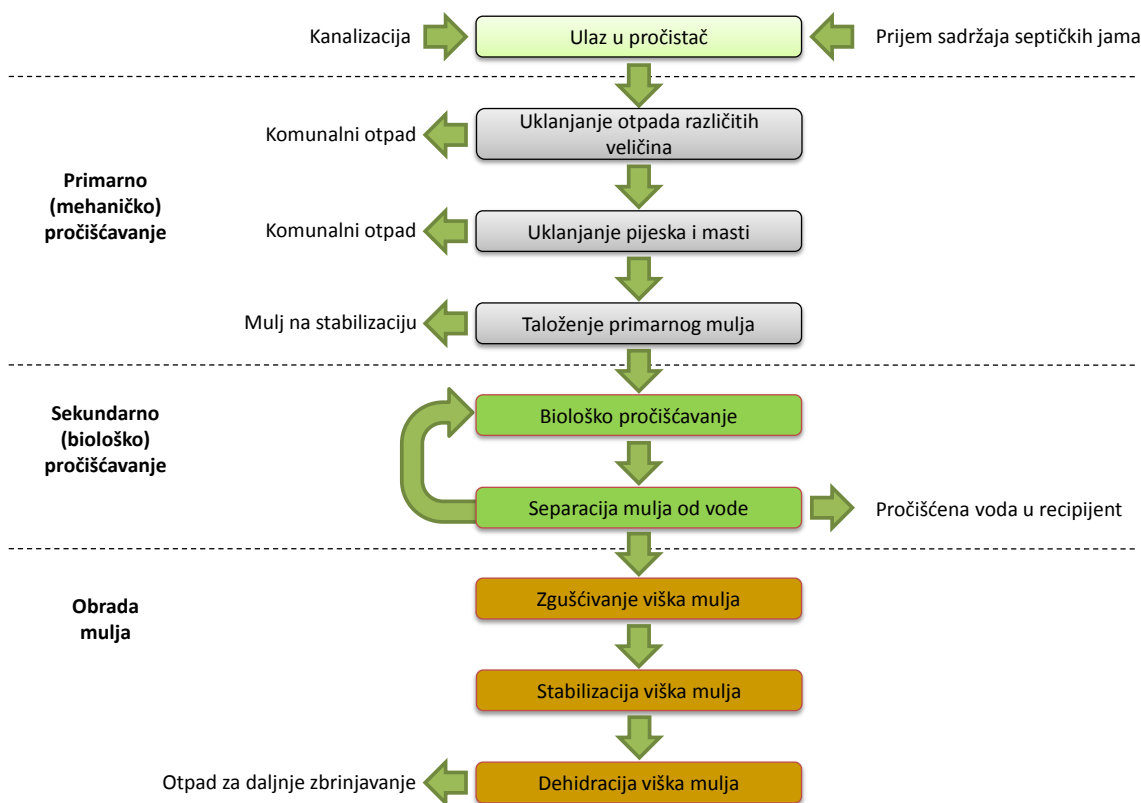 Kanalizacija
Ulaz u pročistač
Prijem sadržaja septičkih jama
Komunalni otpad
Uklanjanje otpada različitih
veličina
Primarno
(mehaničko)
pročišćavanje
Komunalni otpad
Uklanjanje pijeska i masti
Mulj na stabilizaciju
Taloženje primarnog mulja
Sekundarno
(biološko)
pročišćavanje
Biološko pročišćavanje
Separacija mulja od vode
Pročišćena voda u recipijent
Obrada
mulja
Zgušćivanje viška mulja
Stabilizacija viška mulja
Otpad za daljnje zbrinjavanje
Dehidracija viška mulja